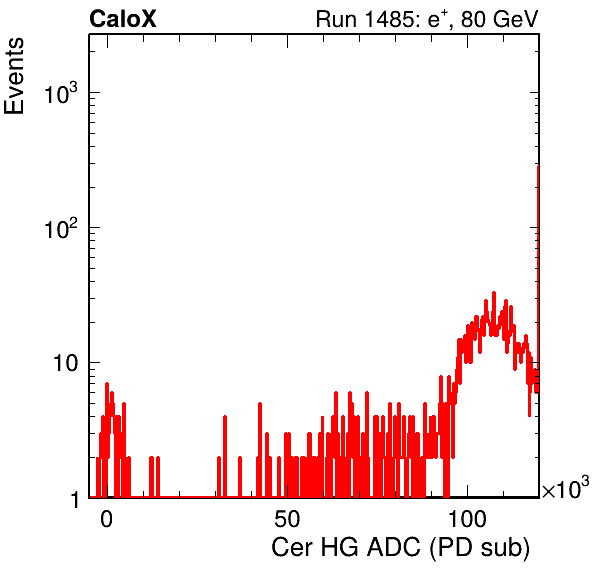 CaloX Run 1485: e⁺, 80 GeV
Events
10³
10²
10
1
0 50 100 ×10³
Cer HG ADC (PD sub)